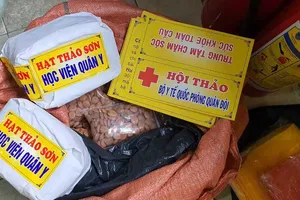 HẠT THẢO SƠN
HỌC VIỆN QUÂN Y
TRUNG TÂM CHĂM SÓC
SỨC KHỎE TOÀN CẦU
HỘI THẢO
BỘ Y TẾ QUỐC PHÒNG QUÂN ĐỘI
HẠT THẢO SƠN
HỌC VIỆN QUÂN Y